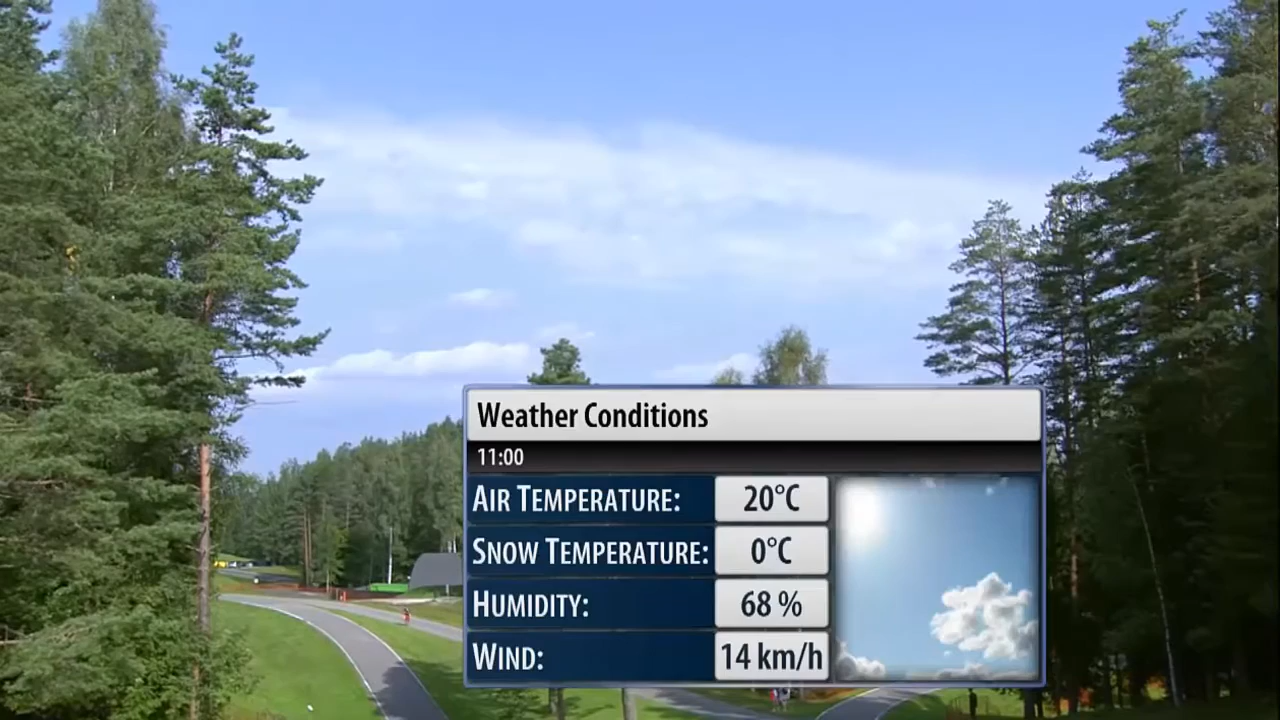 Weather Conditions
11:00
AIR TEMPERATURE: 20°C
SNOW TEMPERATURE: 0°C
HUMIDITY: 68 %
WIND: 14 km/h